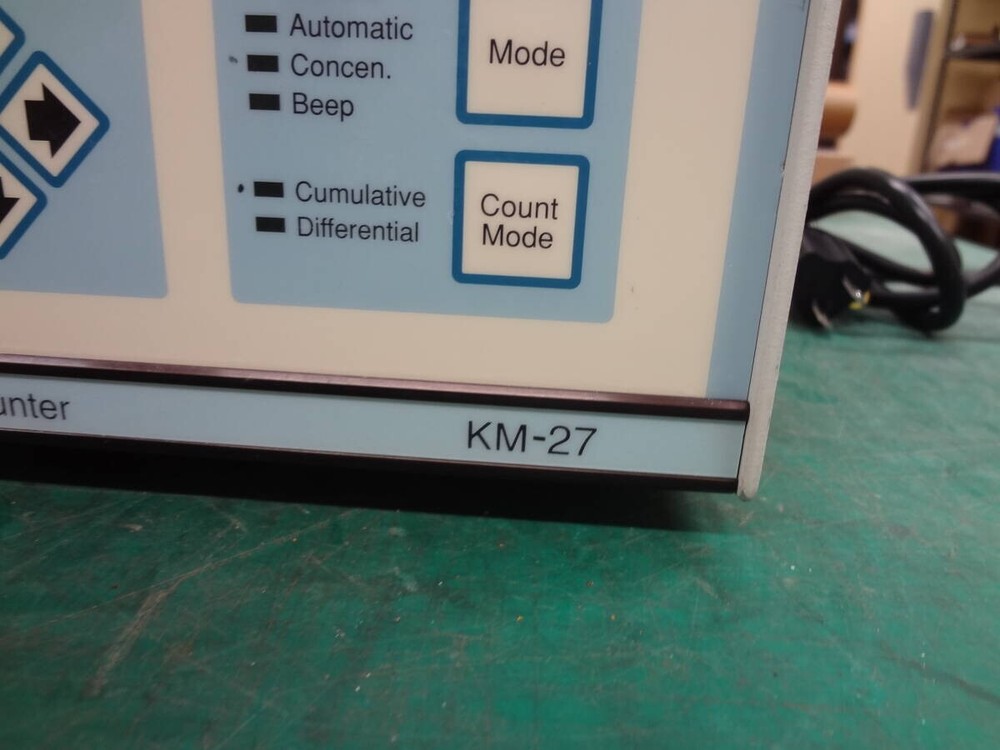 Automatic
Concen.
Beep
Mode
Cumulative
Differential
Count
Mode
unter
KM-27